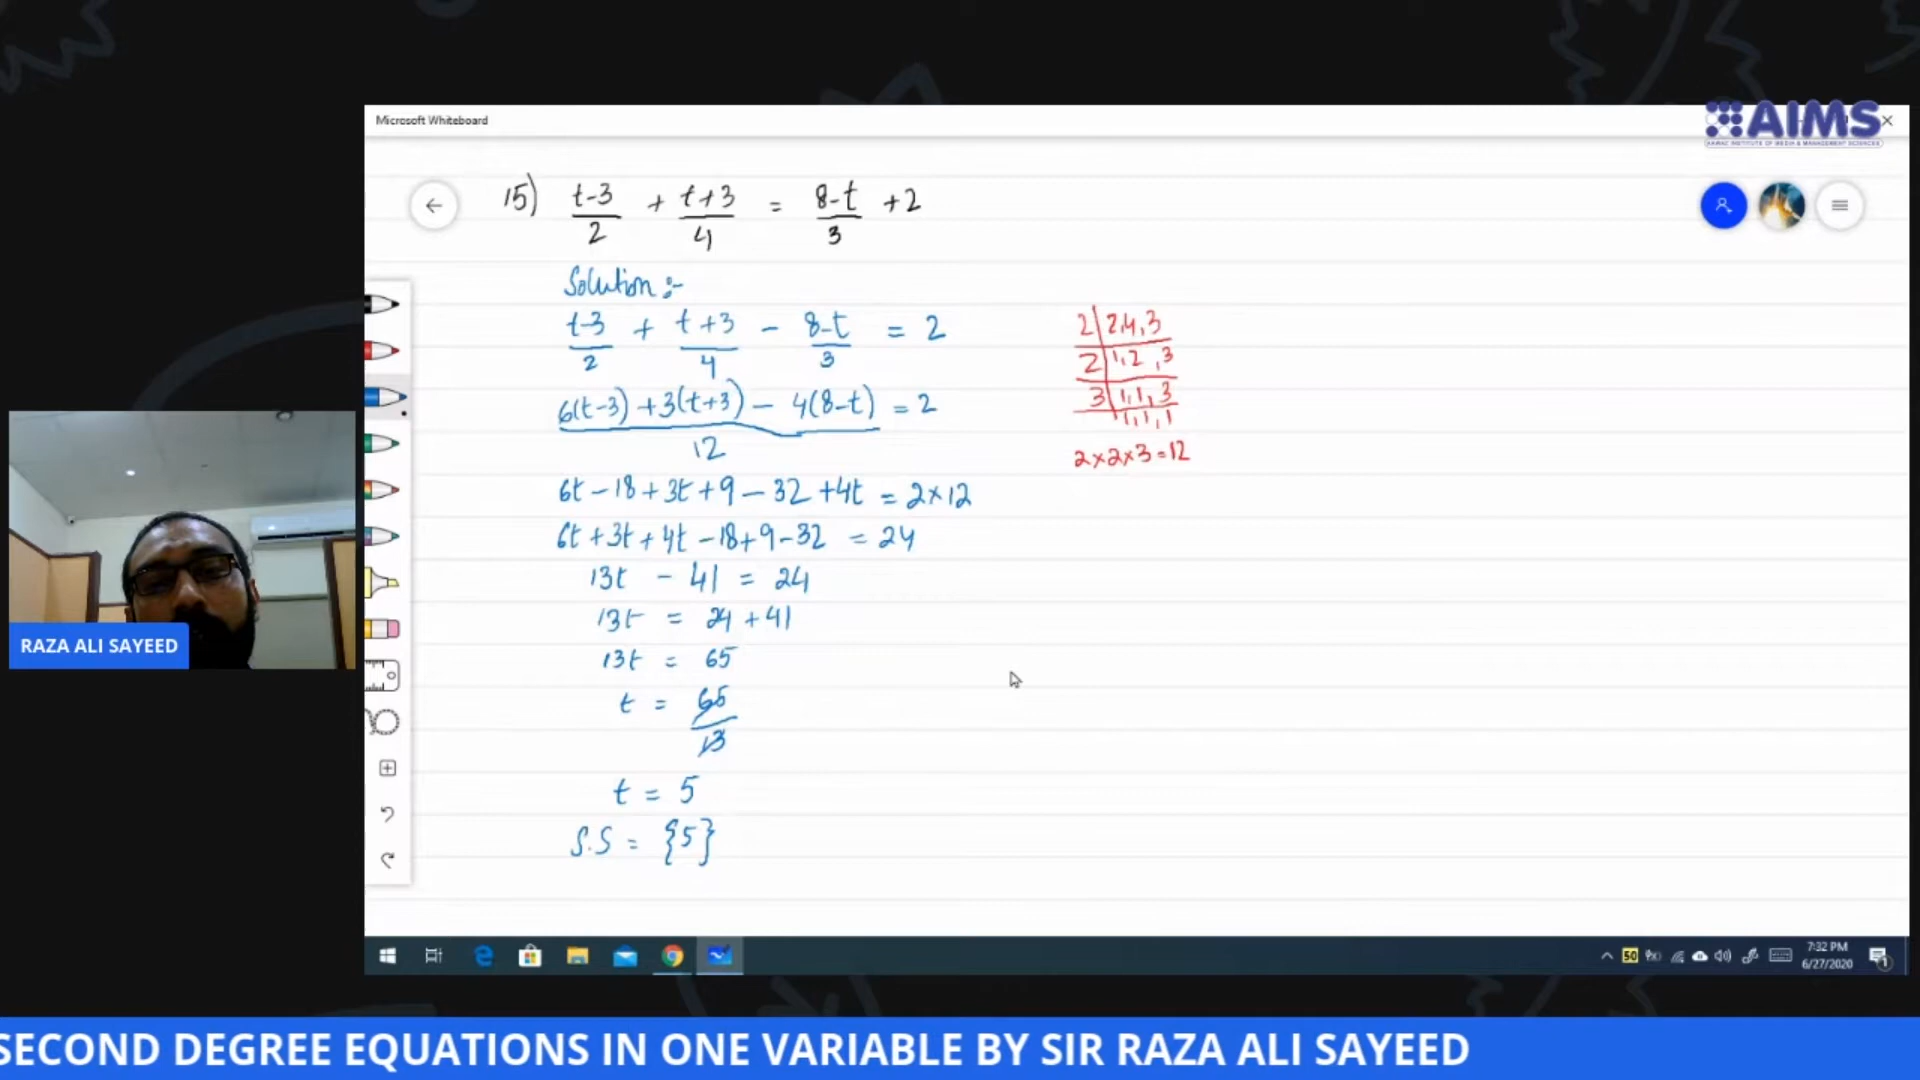 Microsoft Whiteboard
AIMS
15) t-3/2 + t+3/4 = 8-t/3 +2
Solution :-
t-3/2 + t+3/4 - 8-t/3 = 2
6(t-3)+3(t+3)-4(8-t)/12 = 2
6t-18+3t+9-32+4t = 2×12
6t+3t+4t-18+9-32 = 24
13t - 41 = 24
13t = 24+41
13t = 65
t = 65/13
t = 5
S.S = {5}
2|2,4,3
2|1,2,3
3|1,1,3
1,1,1
2×2×3=12
RAZA ALI SAYEED
50
7:32 PM
6/27/2020
SECOND DEGREE EQUATIONS IN ONE VARIABLE BY SIR RAZA ALI SAYEED